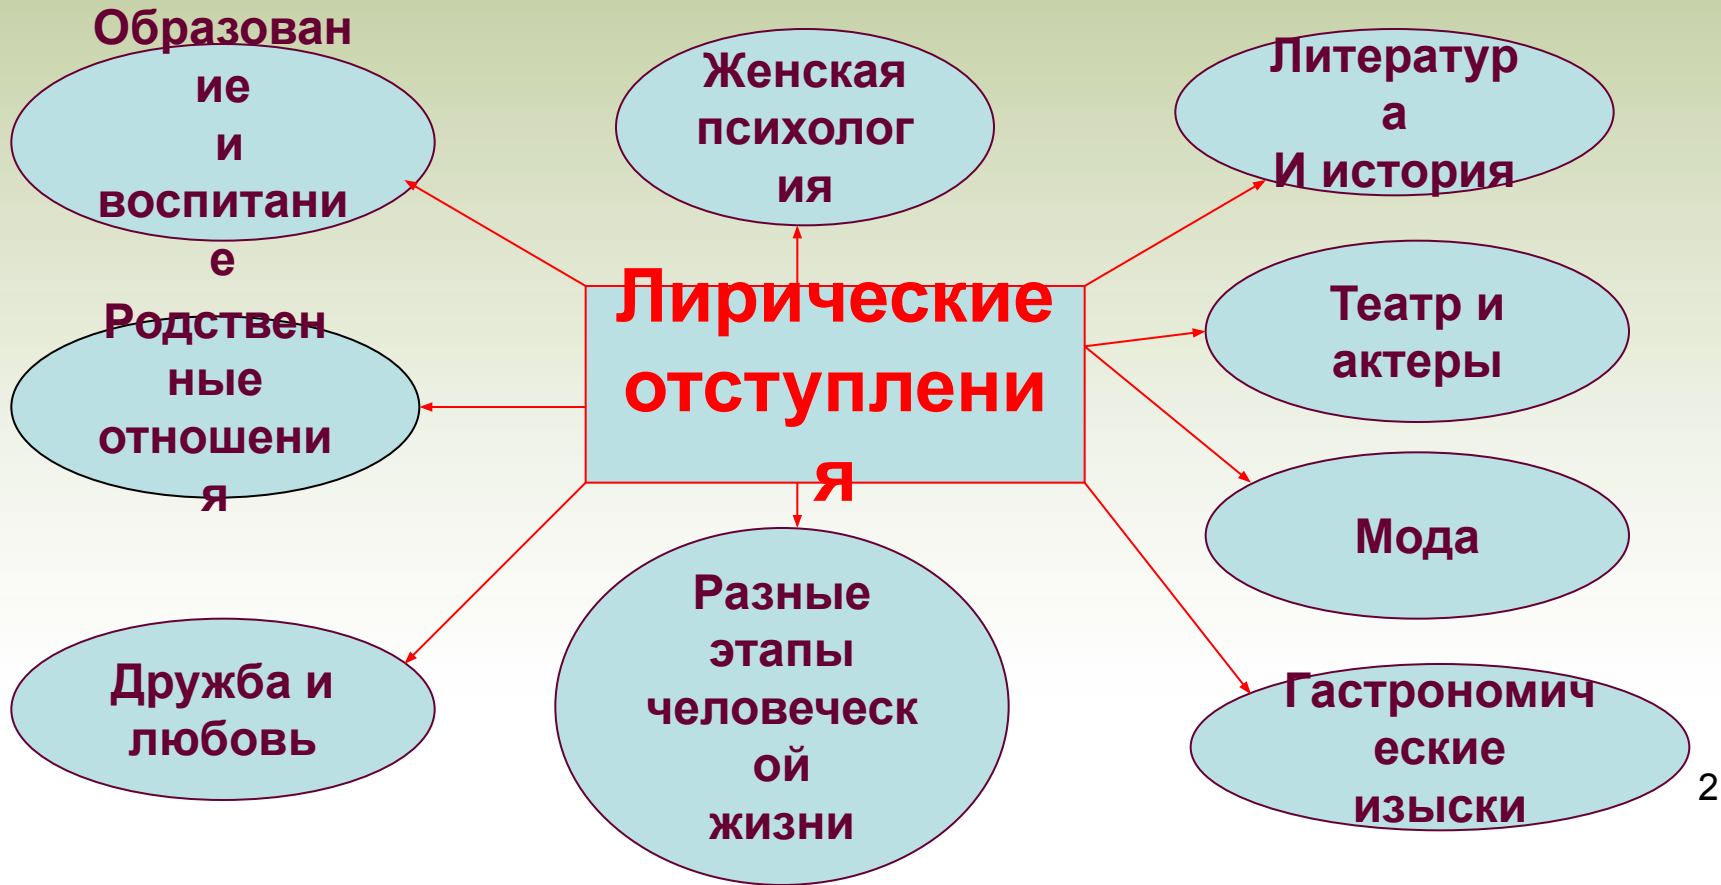 Образован
ие
и
воспитани
е
Женская
психолог
ия
Литератур
а
И история
Лирические
отступлени
я
Родствен
ные
отношени
я
Театр и
актеры
Мода
Дружба и
любовь
Разные
этапы
человеческ
ой
жизни
Гастрономич
еские
изыски
2